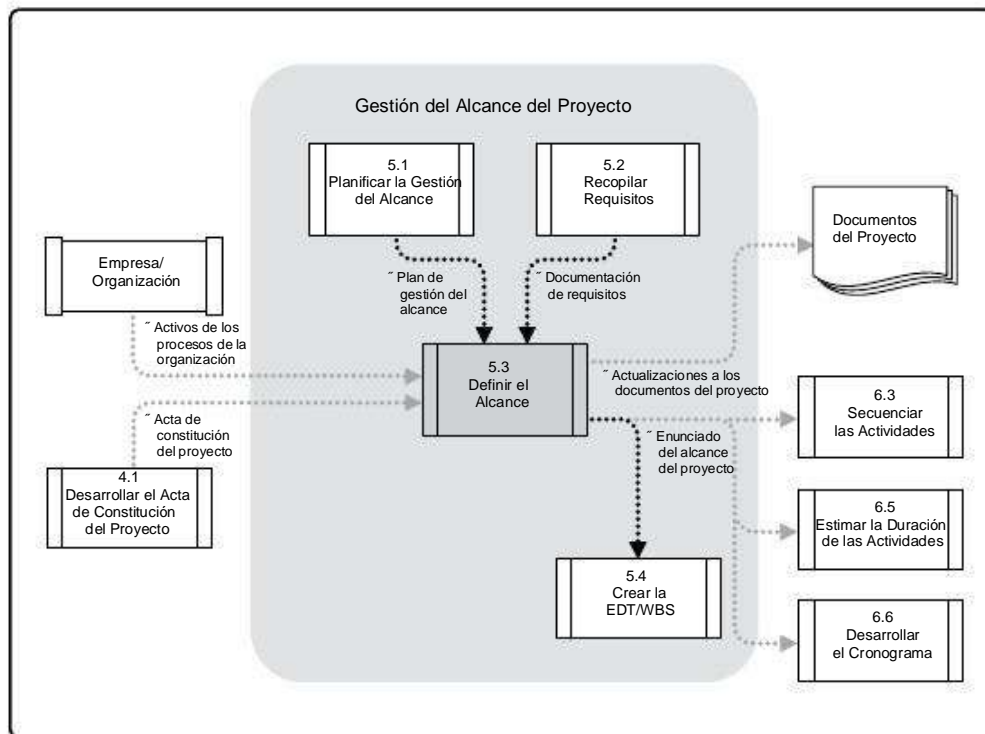 Gestión del Alcance del Proyecto
5.1
Planificar la Gestión
del Alcance
5.2
Recopilar
Requisitos
Documentos
del Proyecto
Empresa/
Organización
˝ Plan de
gestión del
alcance
˝ Documentación
de requisitos
˝ Activos de los
procesos de la
organización
5.3
Definir el
Alcance
˝ Actualizaciones a los
documentos del proyecto
6.3
Secuenciar
las Actividades
˝ Acta de
constitución
del proyecto
˝ Enunciado
del alcance
del proyecto
4.1
Desarrollar el Acta
de Constitución
del Proyecto
6.5
Estimar la Duración
de las Actividades
5.4
Crear la
EDT/WBS
6.6
Desarrollar
el Cronograma